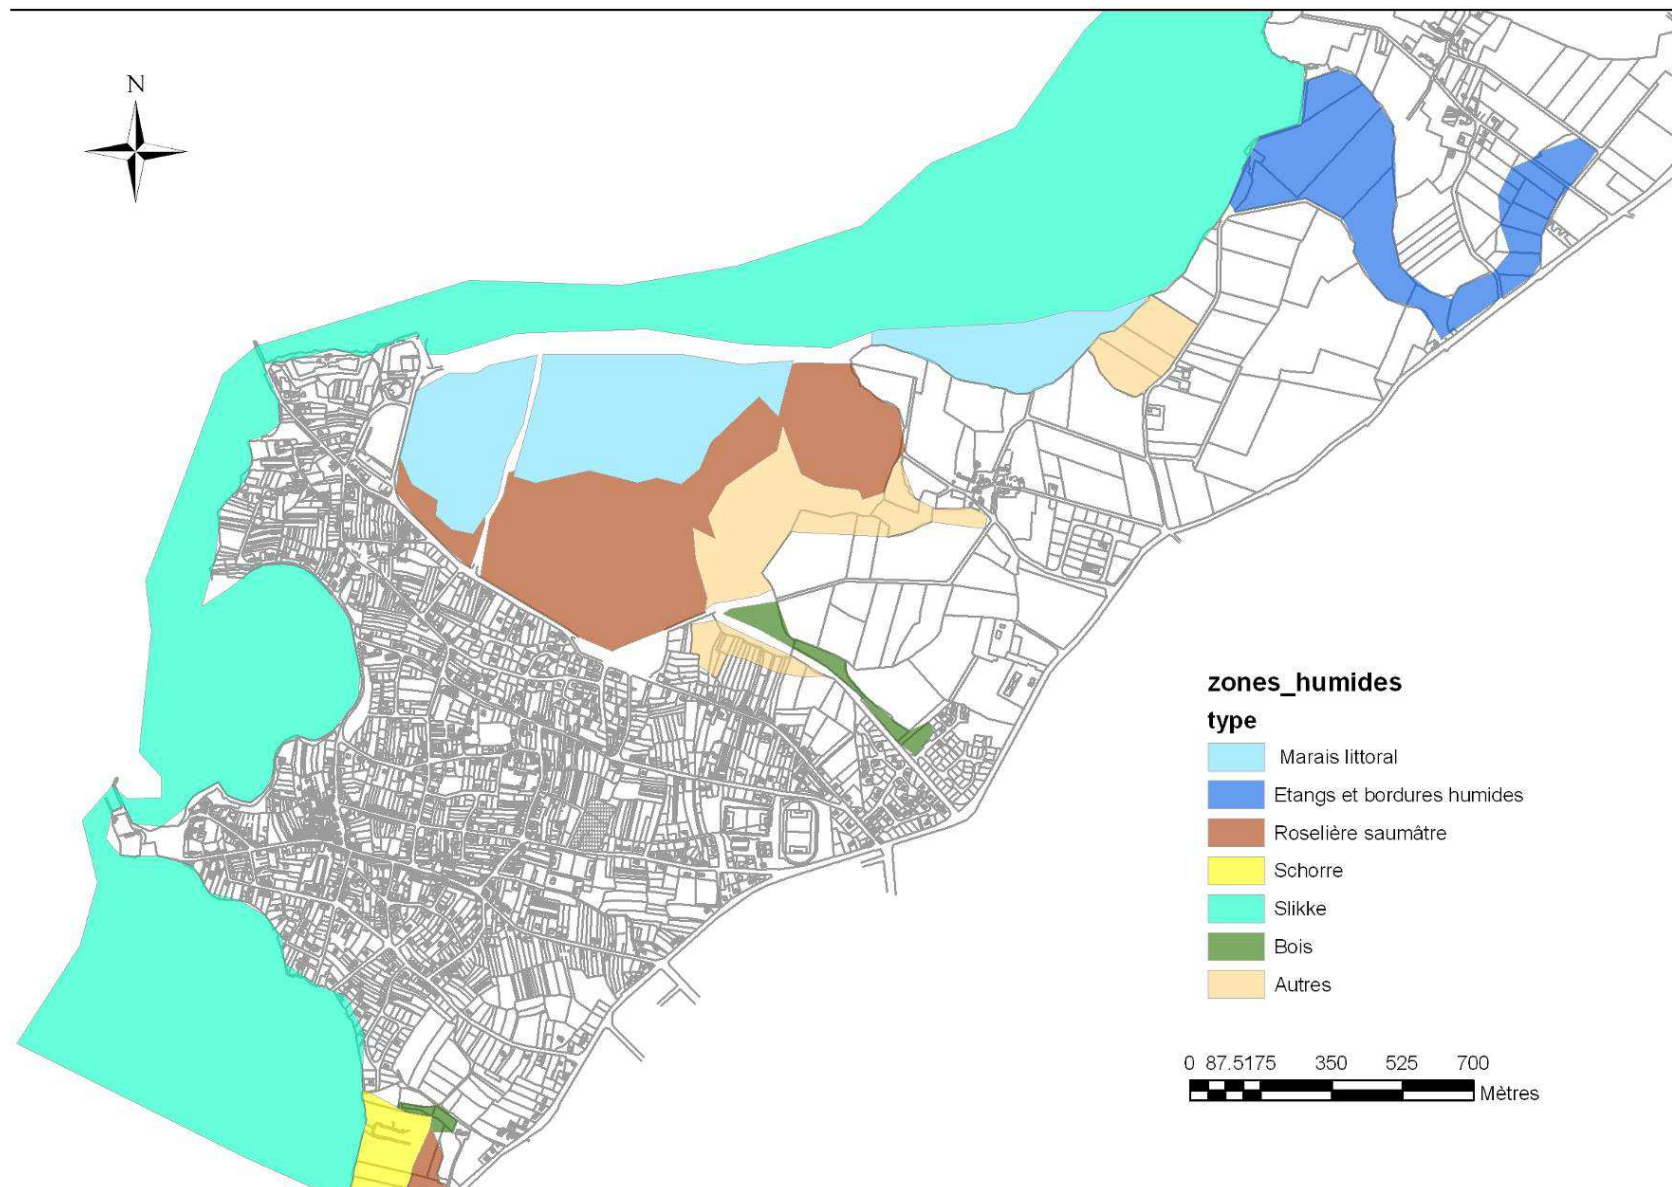 N
zones_humides
type
Marais littoral
Etangs et bordures humides
Roselière saumâtre
Schorre
Slikke
Bois
Autres
0 87.5175 350 525 700
Mètres